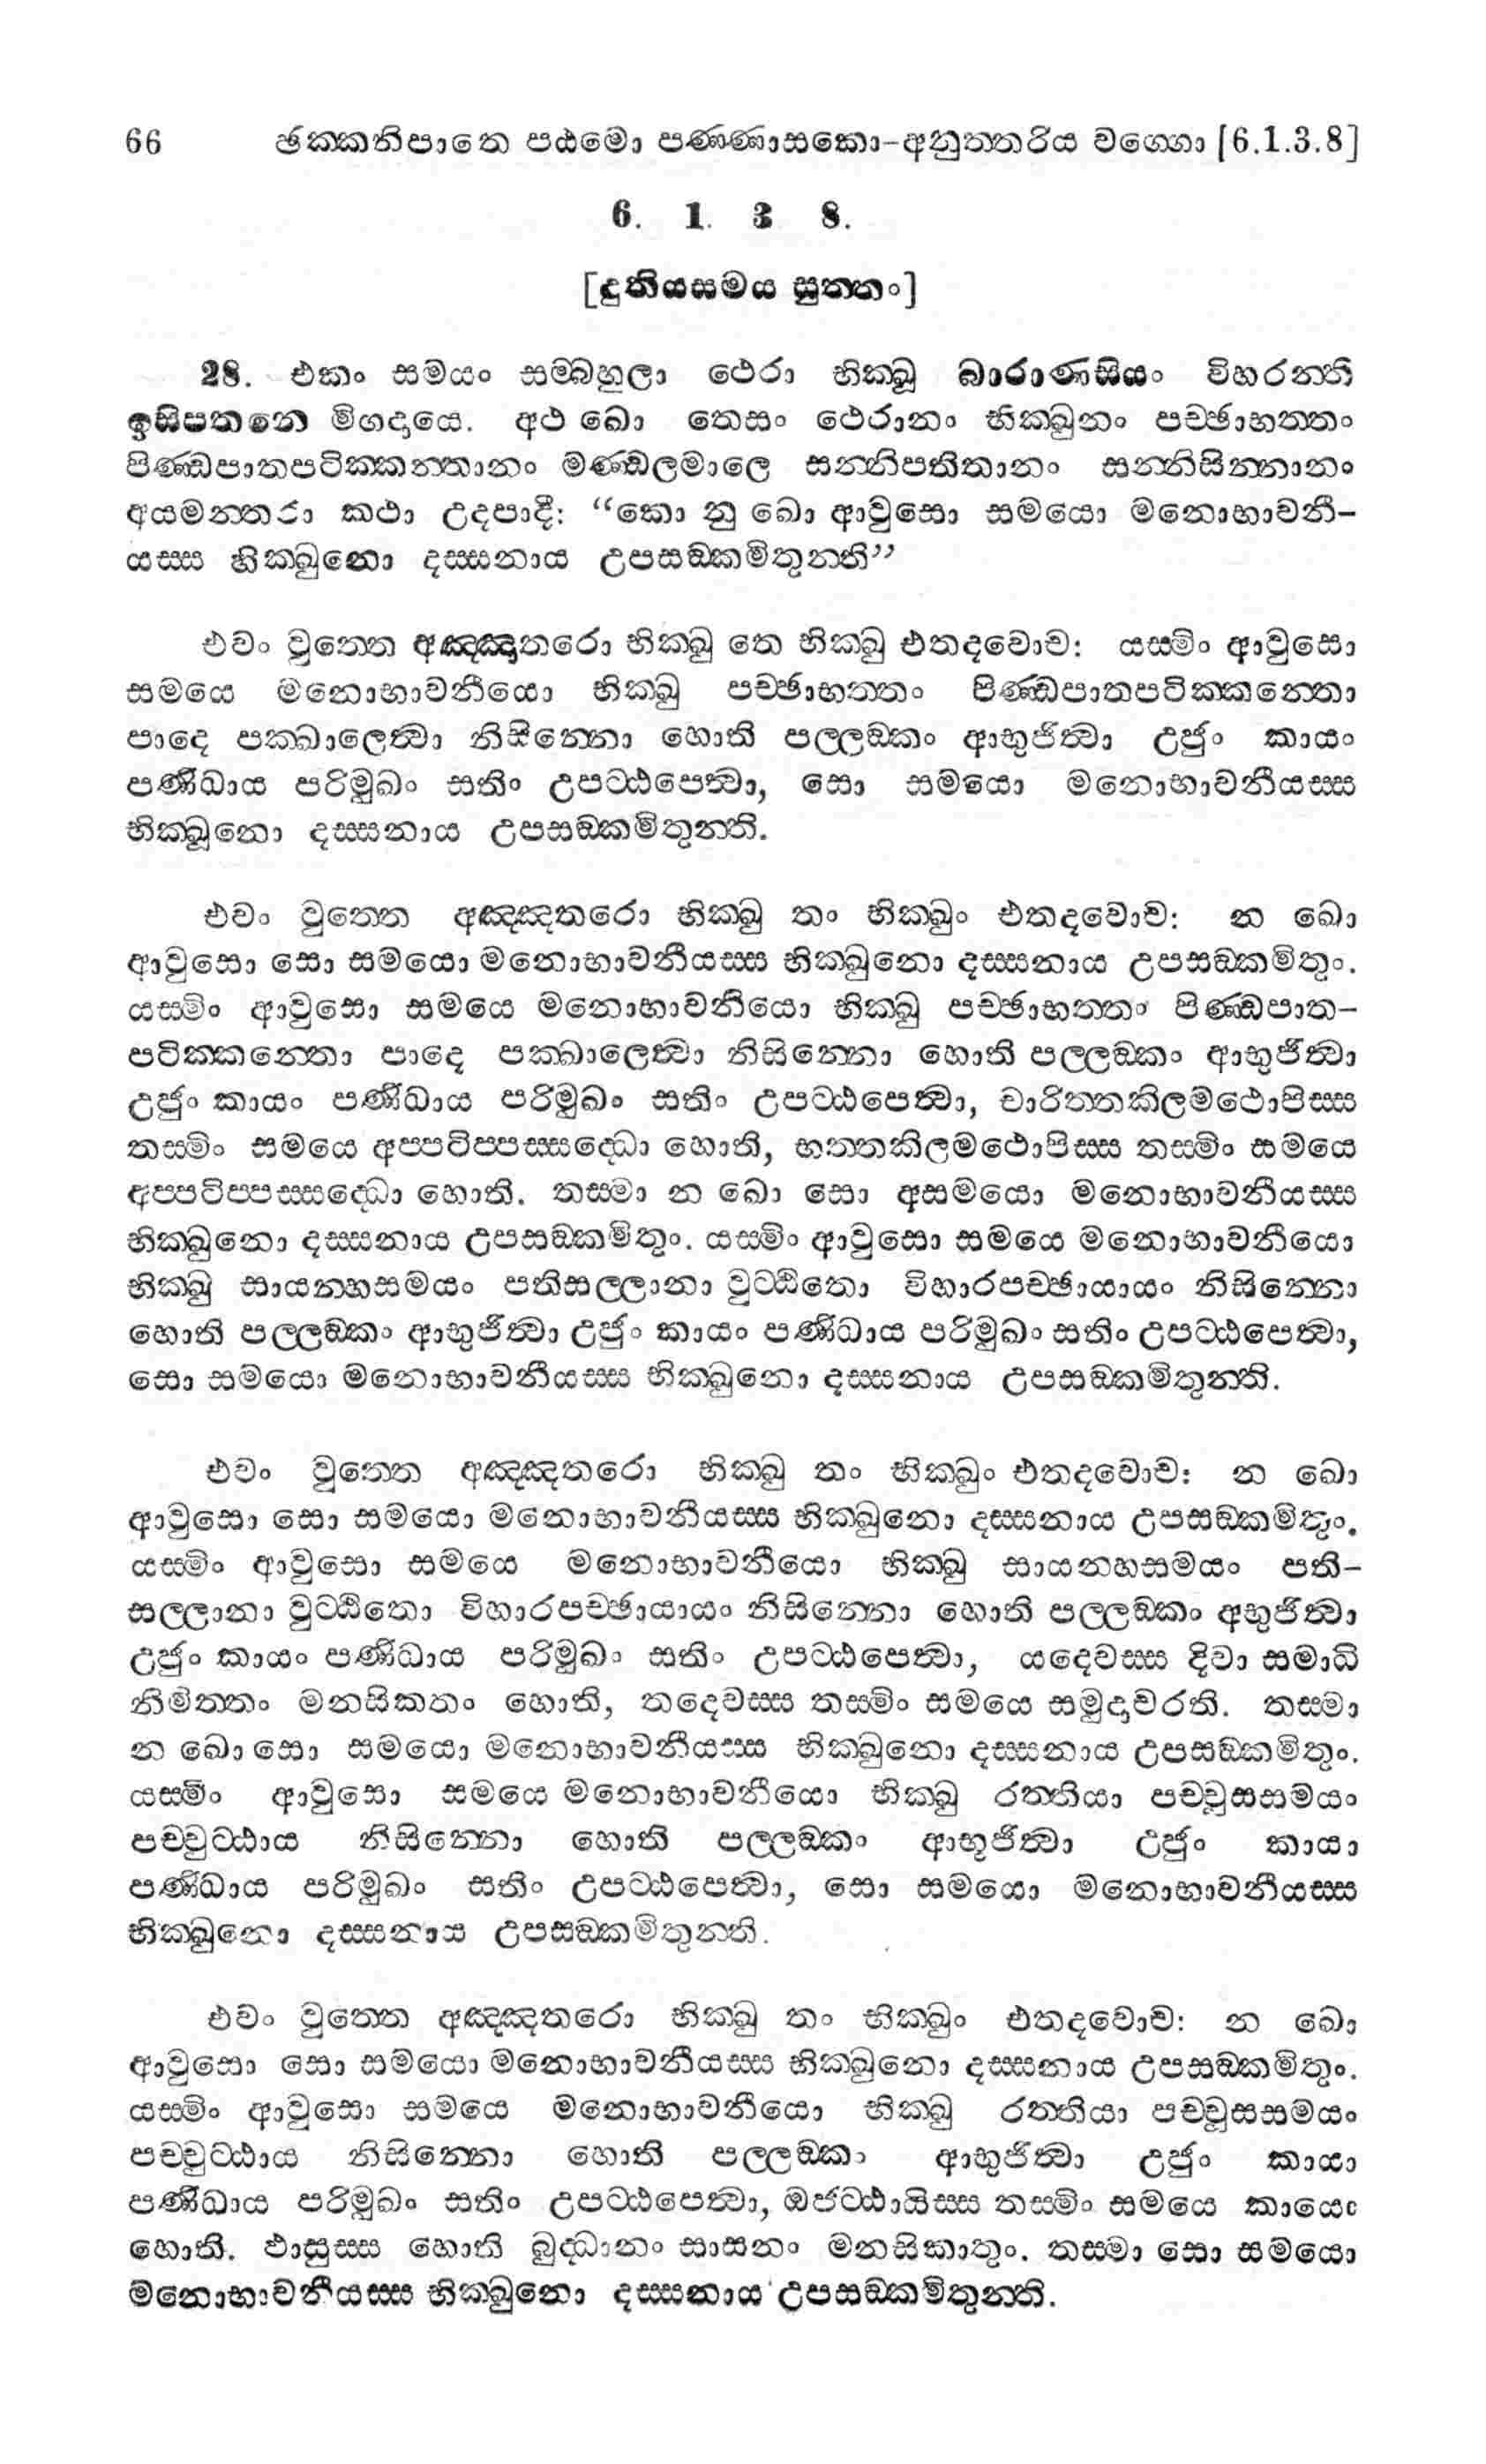 66 ඡක්කනිපාතෙ පඨමො පණ්ණාසකො-අනුත්තරිය වග්ගො [6.1.3.8]
6. 1. 3 8.
[දුතියසමය සුත්තං]
28. එකං සමයං සම්බහුලා ථෙරා භික්ඛූ බාරාණසියං විහරන්ති
ඉසිපතනෙ මිගදායෙ. අථ ඛො තෙසං ථෙරානං භික්ඛුනං පච්ඡාභත්තං
පිණ්ඩපාතපටික්කන්තානං මණ්ඩලමාලෙ සන්නිපතිතානං සන්නිසින්නානං
අයමන්තරා කථා උදපාදී: “කො නු ඛො ආවුසො සමයො මනොභාවනී-
යස්ස භික්ඛුනො දස්සනාය උපසඞ්කමිතුන්ති”
එවං වුත්තෙ අඤ්ඤතරො භික්ඛු තෙ භික්ඛු එතදවොච: යස්මිං ආවුසො
සමයෙ මනොභාවනීයො භික්ඛු පච්ඡාභත්තං පිණ්ඩපාතපටික්කන්තො
පාදෙ පක්ඛාලෙත්වා නිසින්නො හොති පල්ලඞ්කං ආභුජිත්වා උජුං කායං
පණිධාය පරිමුඛං සතිං උපට්ඨපෙත්වා, සො සමයො මනොභාවනීයස්ස
භික්ඛූනො දස්සනාය උපසඞ්කමිතුන්ති.
එවං වුත්තෙ අඤ්ඤතරො භික්ඛු තං භික්ඛුං එතදවොච: න ඛො
ආවුසො සො සමයො මනොභාවනීයස්ස භික්ඛුනො දස්සනාය උපසඞ්කමිතුං.
යස්මිං ආවුසො සමයෙ මනොභාවනීයො භික්ඛු පච්ඡාභත්තං පිණ්ඩපාත-
පටික්කන්තො පාදෙ පක්ඛාලෙත්වා නිසින්නො හොති පල්ලඞ්කං ආභුජිත්වා
උජුං කායං පණිධාය පරිමුඛං සතිං උපට්ඨපෙත්වා, චාරිත්තකිලමථොපිස්ස
තස්මිං සමයෙ අප්පටිප්පස්සද්ධො හොති, භත්තකිලමථොපිස්ස තස්මිං සමයෙ
අප්පටිප්පස්සද්ධො හොති. තස්මා න ඛො සො අසමයො මනොභාවනීයස්ස
භික්ඛුනො දස්සනාය උපසඞ්කමිතුං. යස්මිං ආවුසො සමයෙ මනොභාවනීයො
භික්ඛු සායන්හසමයං පතිසල්ලානා වුට්ඨිතො විහාරපච්ඡායායං නිසින්නො
හොති පල්ලඞ්කං ආභුජිත්වා උජුං කායං පණිධාය පරිමුඛං සතිං උපට්ඨපෙත්වා,
සො සමයො මනොභාවනීයස්ස භික්ඛුනො දස්සනාය උපසඞ්කමිතුන්ති.
එවං වුත්තෙ අඤ්ඤතරො භික්ඛු තං භික්ඛුං එතදවොච: න ඛො
ආවුසො සො සමයො මනොභාවනීයස්ස භික්ඛුනො දස්සනාය උපසඞ්කමිතුං.
යස්මිං ආවුසො සමයෙ මනොභාවනීයො භික්ඛු සායන්හසමයං පති-
සල්ලානා වුට්ඨිතො විහාරපච්ඡායායං නිසින්නො හොති පල්ලඞ්කං අභුජිත්වා
උජුං කායං පණිධාය පරිමුඛං සතිං උපට්ඨපෙත්වා, යදෙවස්ස දිවා සමාධි
නිමිත්තං මනසිකතං හොති, තදෙවස්ස තස්මිං සමයෙ සමුදාචරති. තස්මා
න ඛො සො සමයො මනොභාවනීයස්ස භික්ඛුනො දස්සනාය උපසඞ්කමිතුං.
යස්මිං ආවුසො සමයෙ මනොභාවනීයො භික්ඛු රත්තියා පච්චූසසමයං
පච්චුට්ඨාය නිසින්නො හොති පල්ලඞ්කං ආභූජිත්වා උජුං කායා
පණිධාය පරිමුඛං සතිං උපට්ඨපෙත්වා, සො සමයො මනොභාවනීයස්ස
භික්ඛුනො දස්සනාය උපසඞ්කමිතුන්ති.
එවං වුත්තෙ අඤ්ඤතරො භික්ඛු තං භික්ඛුං එතදවොච: න ඛො
ආවුසො සො සමයො මනොභාවනීයස්ස භික්ඛුනො දස්සනාය උපසඞ්කමිතුං.
යස්මිං ආවුසො සමයෙ මනොභාවනීයො භික්ඛු රත්තියා පච්චූසසමයං
පච්චුට්ඨාය නිසින්නො හොති පල්ලඞ්කං ආභුජිත්වා උජුං කායා
පණිධාය පරිමුඛං සතිං උපට්ඨපෙත්වා, ඔජට්ඨායිස්ස තස්මිං සමයෙ කායො
හොති. ඵාසුස්ස හොති බුද්ධානං සාසනං මනසිකාතුං. තස්මා සො සමයො
මනොභාවනීයස්ස භික්ඛුනො දස්සනාය උපසඞ්කමිතුන්ති.